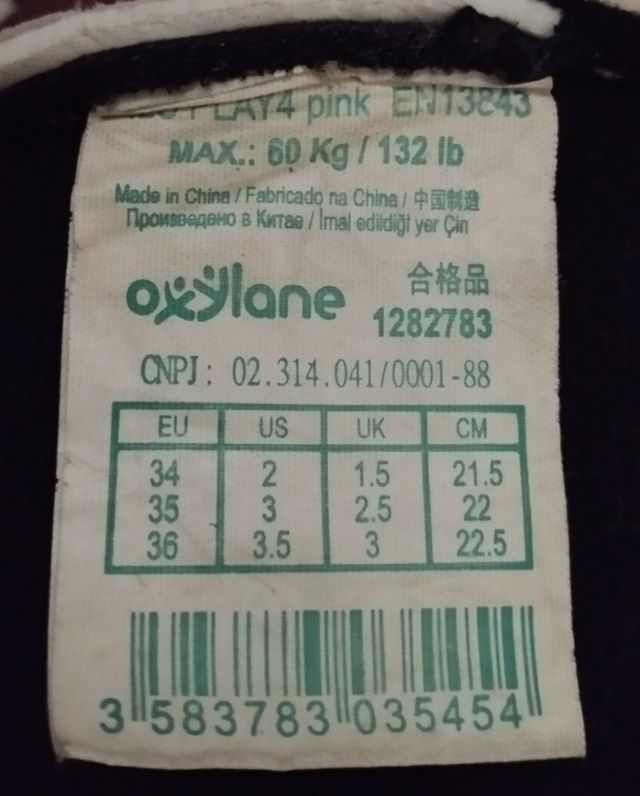 PLAY4 pink EN13843
MAX.: 60 Kg / 132 lb
Made in China / Fabricado na China / 中国制造
Произведено в Китае / İmal edildiği yer Çin
oxylane
合格品
1282783
CNPJ: 02.314.041/0001-88
EU US UK CM
34 2 1.5 21.5
35 3 2.5 22
36 3.5 3 22.5
3 583783 035454